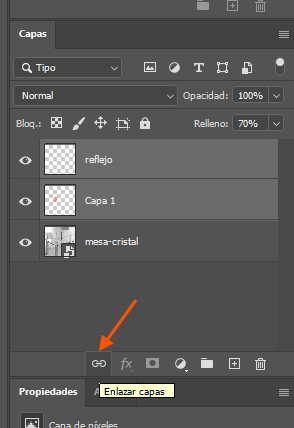 Capas
Tipo
Normal
Opacidad: 100%
Bloq.:
Relleno: 70%
reflejo
Capa 1
mesa-cristal
fx
Enlazar capas
Propiedades
A
Capa de niveles